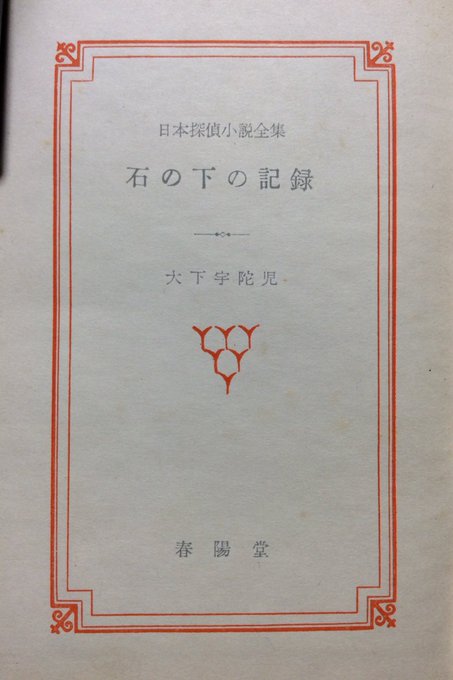 日本探偵小説全集
石の下の記録
大下宇陀児
春陽堂